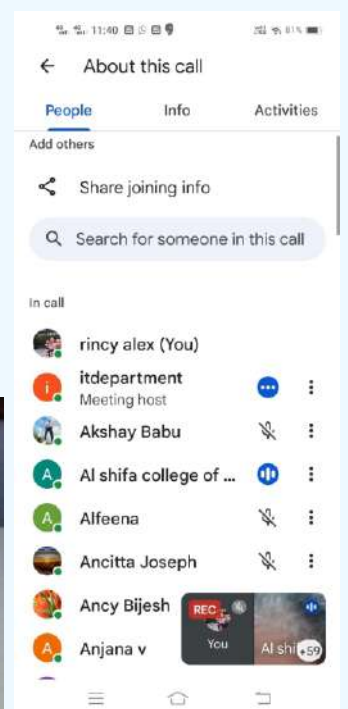 11:40
81%
About this call
People Info Activities
Add others
Share joining info
Search for someone in this call
In call
rincy alex (You)
i itdepartment
Meeting host
Akshay Babu
A Al shifa college of ...
A Alfeena
Ancitta Joseph
Ancy Bijesh
A Anjana v
REC
You Al shi +59